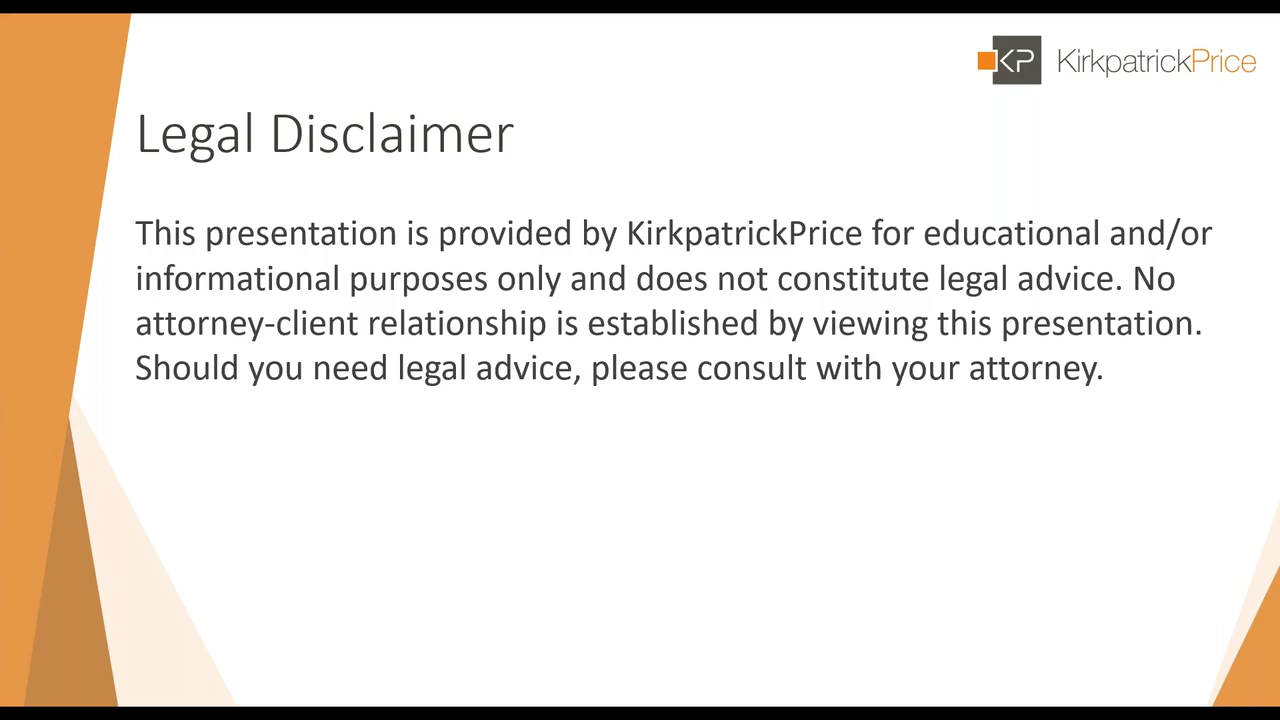 KP KirkpatrickPrice
Legal Disclaimer
This presentation is provided by KirkpatrickPrice for educational and/or
informational purposes only and does not constitute legal advice. No
attorney-client relationship is established by viewing this presentation.
Should you need legal advice, please consult with your attorney.